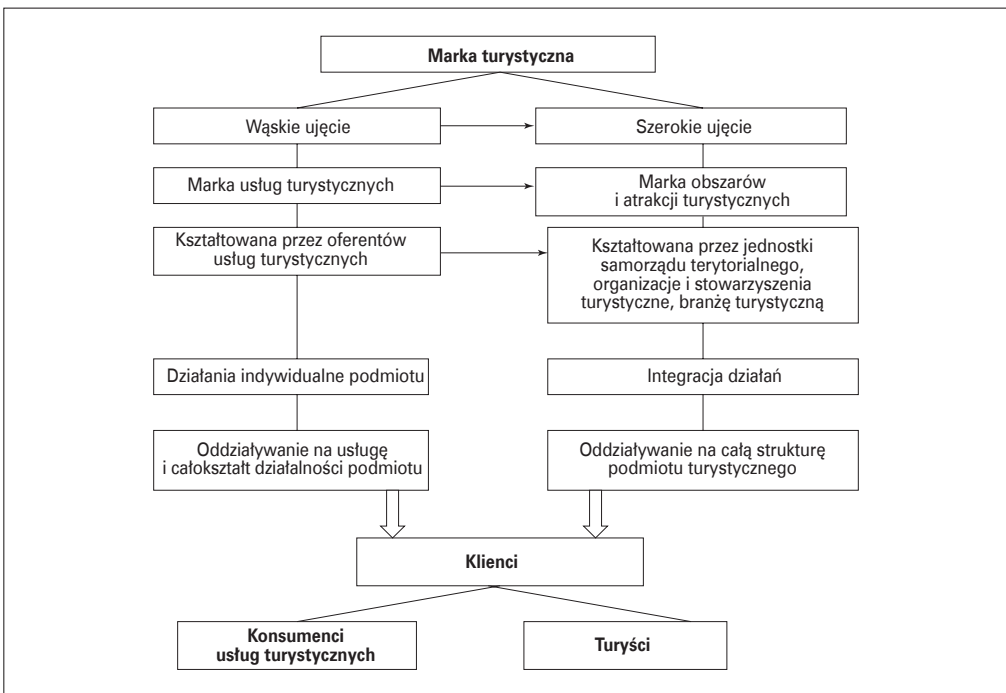 Marka turystyczna
Wąskie ujęcie
Szerokie ujęcie
Marka usług turystycznych
Marka obszarów
i atrakcji turystycznych
Kształtowana przez oferentów
usług turystycznych
Kształtowana przez jednostki
samorządu terytorialnego,
organizacje i stowarzyszenia
turystyczne, branżę turystyczną
Działania indywidualne podmiotu
Integracja działań
Oddziaływanie na usługę
i całokształt działalności podmiotu
Oddziaływanie na całą strukturę
podmiotu turystycznego
Klienci
Konsumenci
usług turystycznych
Turyści